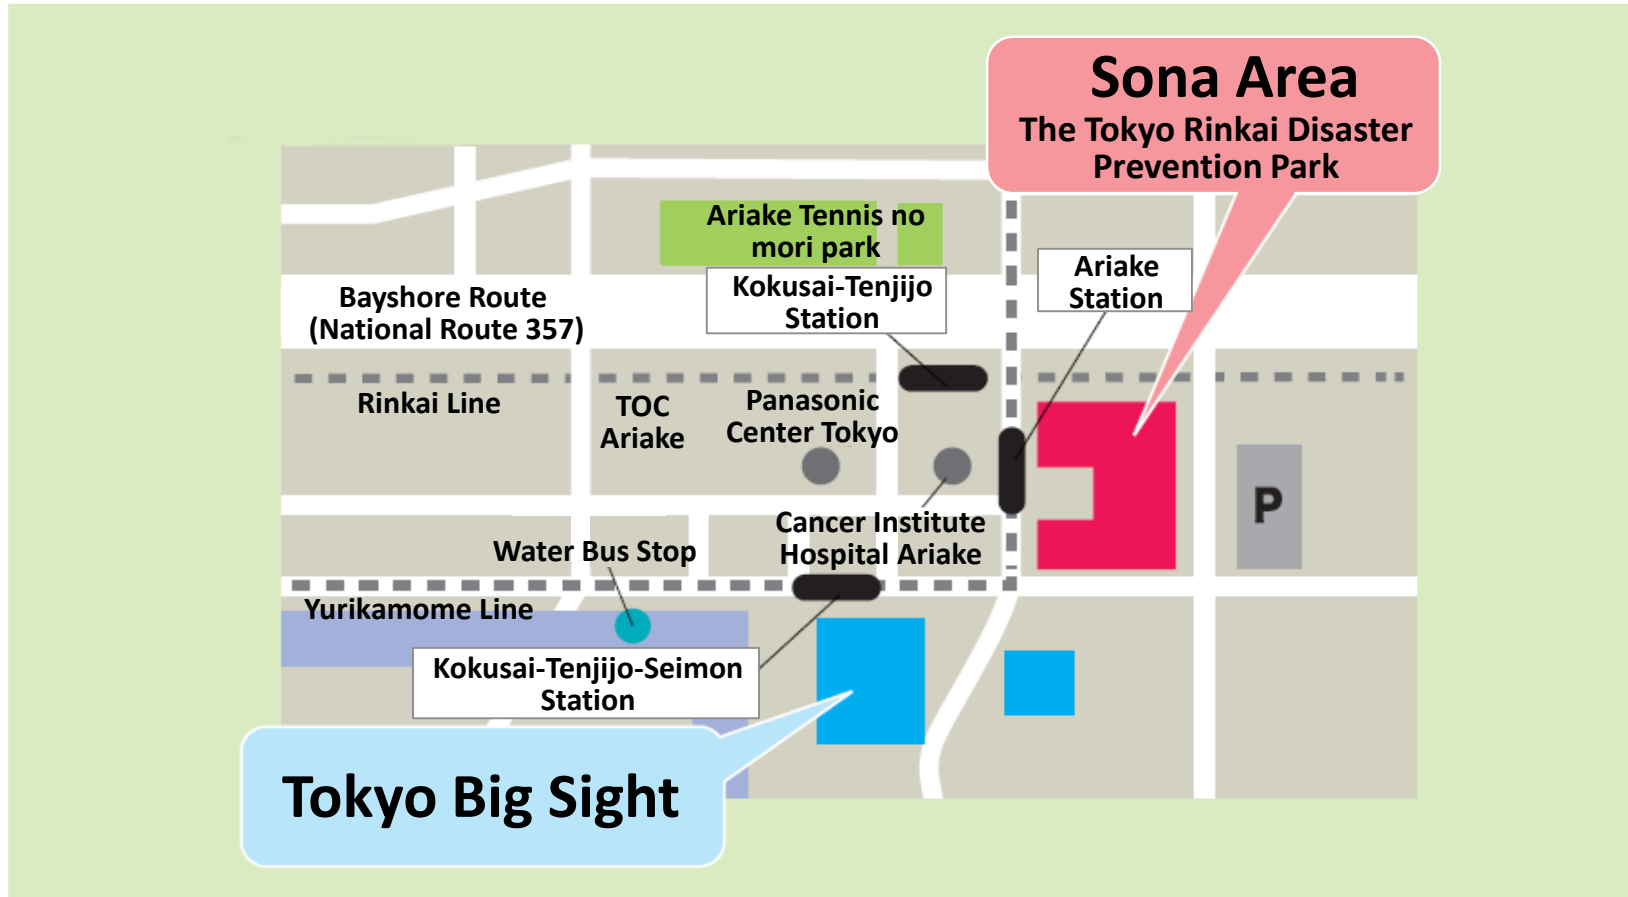 Sona Area
The Tokyo Rinkai Disaster
Prevention Park
Ariake Tennis no
mori park
Kokusai-Tenjijo
Station
Ariake
Station
Bayshore Route
(National Route 357)
Rinkai Line
TOC
Ariake
Panasonic
Center Tokyo
P
Cancer Institute
Hospital Ariake
Water Bus Stop
Yurikamome Line
Kokusai-Tenjijo-Seimon
Station
Tokyo Big Sight